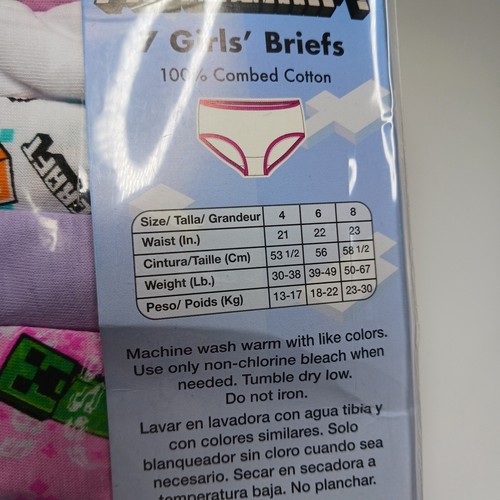 7 Girls' Briefs
100% Combed Cotton
Size/ Talla/ Grandeur 4 6 8
Waist (In.) 21 22 23
Cintura/Taille (Cm) 53 1/2 56 58 1/2
Weight (Lb.) 30-38 39-49 50-67
Peso/ Poids (Kg) 13-17 18-22 23-30
Machine wash warm with like colors.
Use only non-chlorine bleach when
needed. Tumble dry low.
Do not iron.
Lavar en lavadora con agua tibia y
con colores similares. Solo
blanqueador sin cloro cuando sea
necesario. Secar en secadora a
temperatura baja. No planchar.